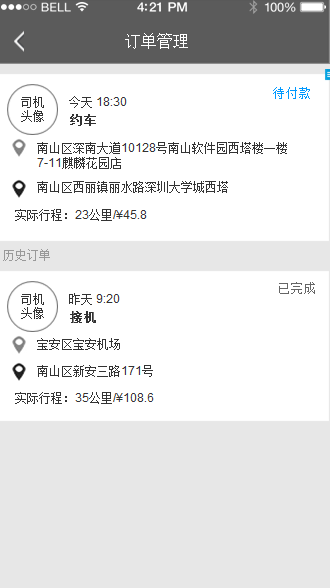 BELL 4:21 PM 100%
订单管理
司机
头像
今天 18:30
待付款
约车
南山区深南大道10128号南山软件园西塔楼一楼
7-11麒麟花园店
南山区西丽镇丽水路深圳大学城西塔
实际行程：23公里/¥45.8
历史订单
司机
头像
昨天 9:20
已完成
接机
宝安区宝安机场
南山区新安三路171号
实际行程：35公里/¥108.6